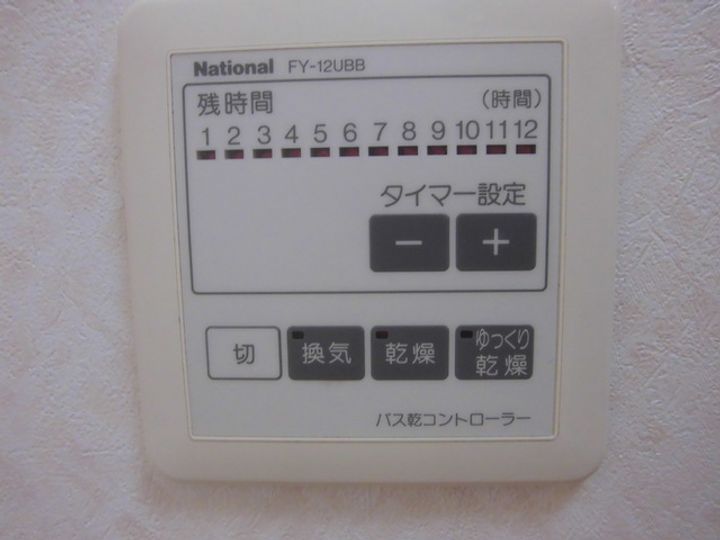 National FY-12UBB
残時間 (時間)
1 2 3 4 5 6 7 8 9 10 11 12
タイマー設定
− +
切 換気 乾燥 ゆっくり
乾燥
バス乾コントローラー